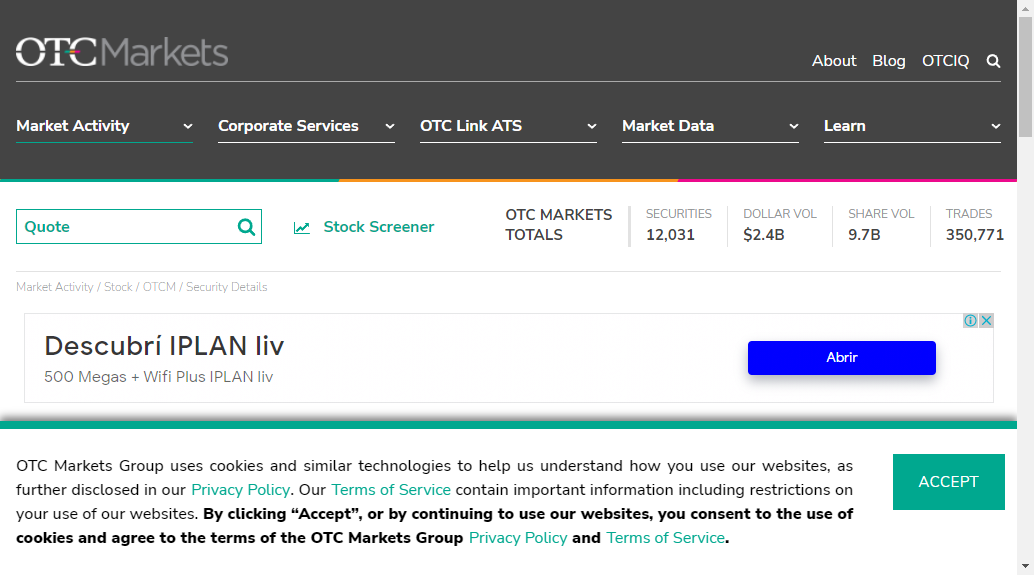 OTC Markets
About Blog OTCIQ
Market Activity Corporate Services OTC Link ATS Market Data Learn
Quote
Stock Screener
OTC MARKETS
TOTALS
SECURITIES
12,031
DOLLAR VOL
$2.4B
SHARE VOL
9.7B
TRADES
350,771
Market Activity / Stock / OTCM / Security Details
Descubrí IPLAN liv
500 Megas + Wifi Plus IPLAN liv
Abrir
OTC Markets Group uses cookies and similar technologies to help us understand how you use our websites, as
further disclosed in our Privacy Policy. Our Terms of Service contain important information including restrictions on
your use of our websites. By clicking “Accept”, or by continuing to use our websites, you consent to the use of
cookies and agree to the terms of the OTC Markets Group Privacy Policy and Terms of Service.
ACCEPT